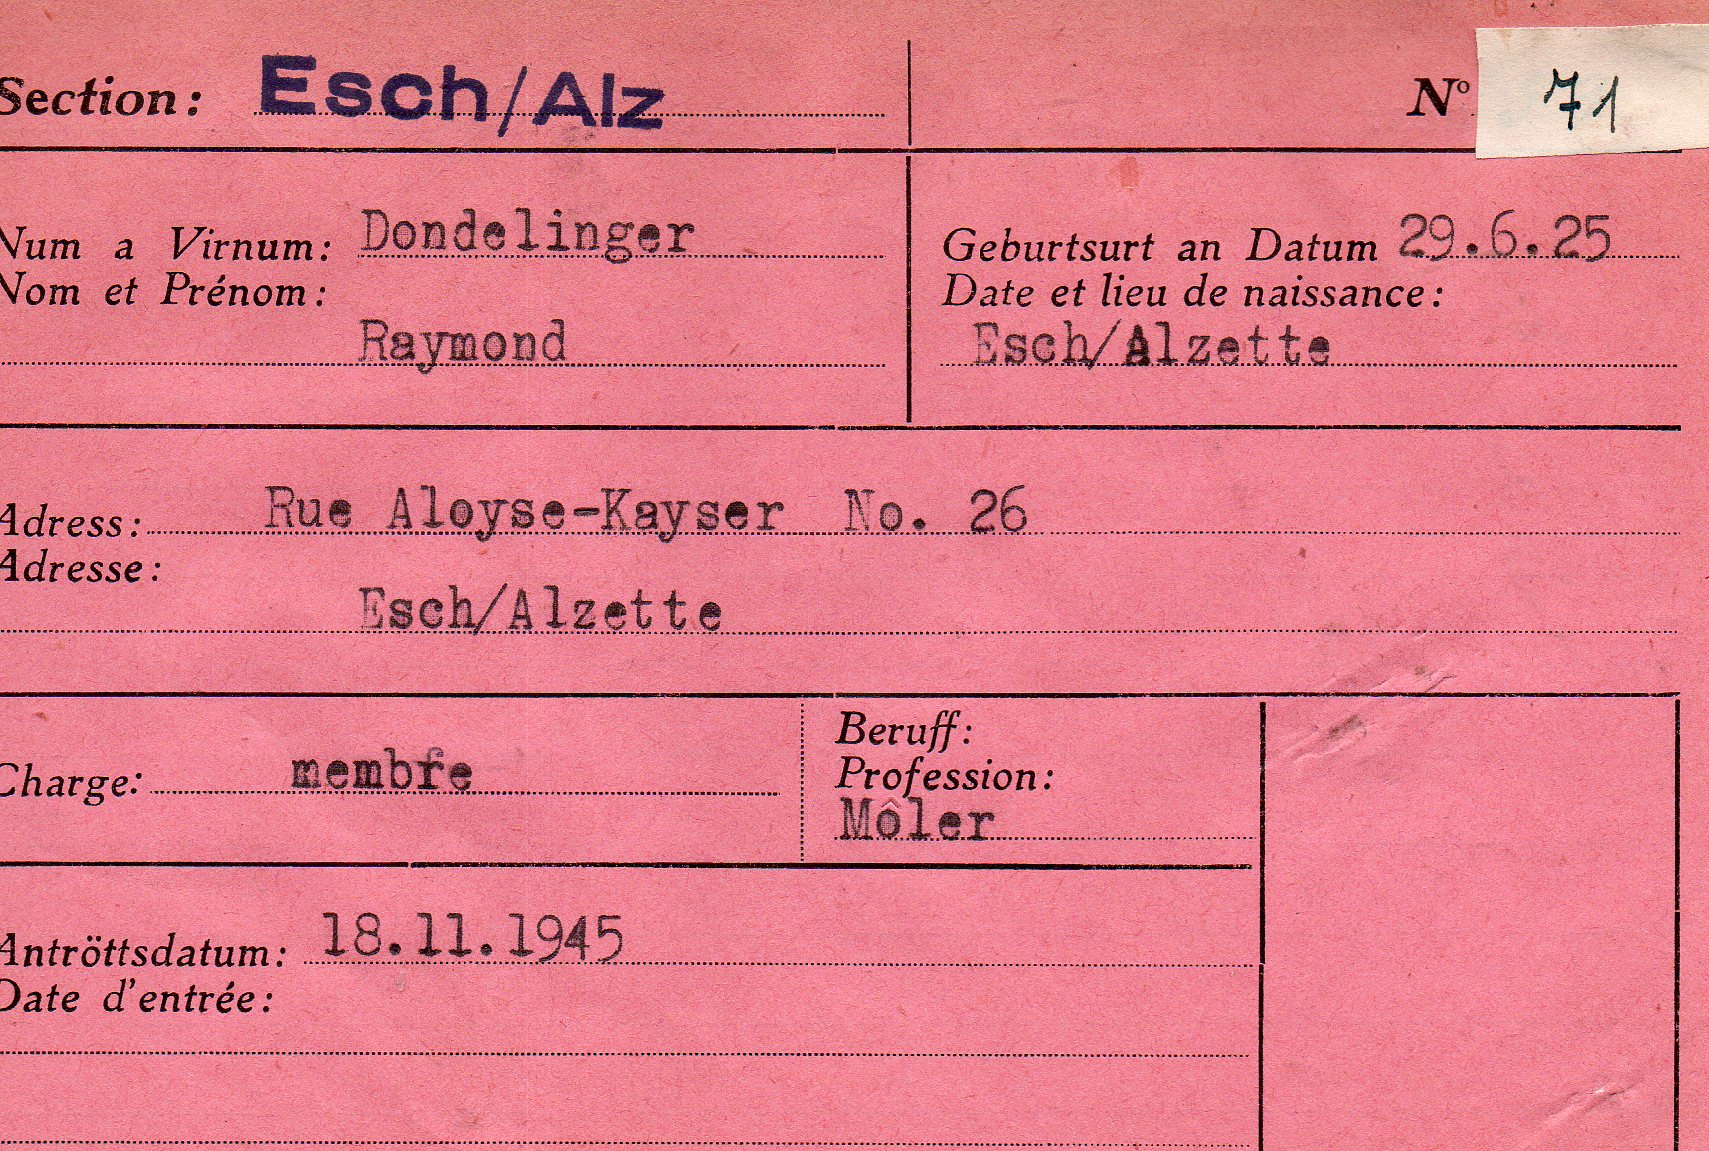 Section: Esch/Alz Nº 71
Num a Virnum: Dondelinger
Nom et Prénom:
Raymond
Geburtsurt an Datum 29.6.25
Date et lieu de naissance:
Esch/Alzette
Adress: Rue Aloyse-Kayser No. 26
Adresse:
Esch/Alzette
Charge: membre
Beruff:
Profession:
Môler
Antröttsdatum: 18.11.1945
Date d'entrée: